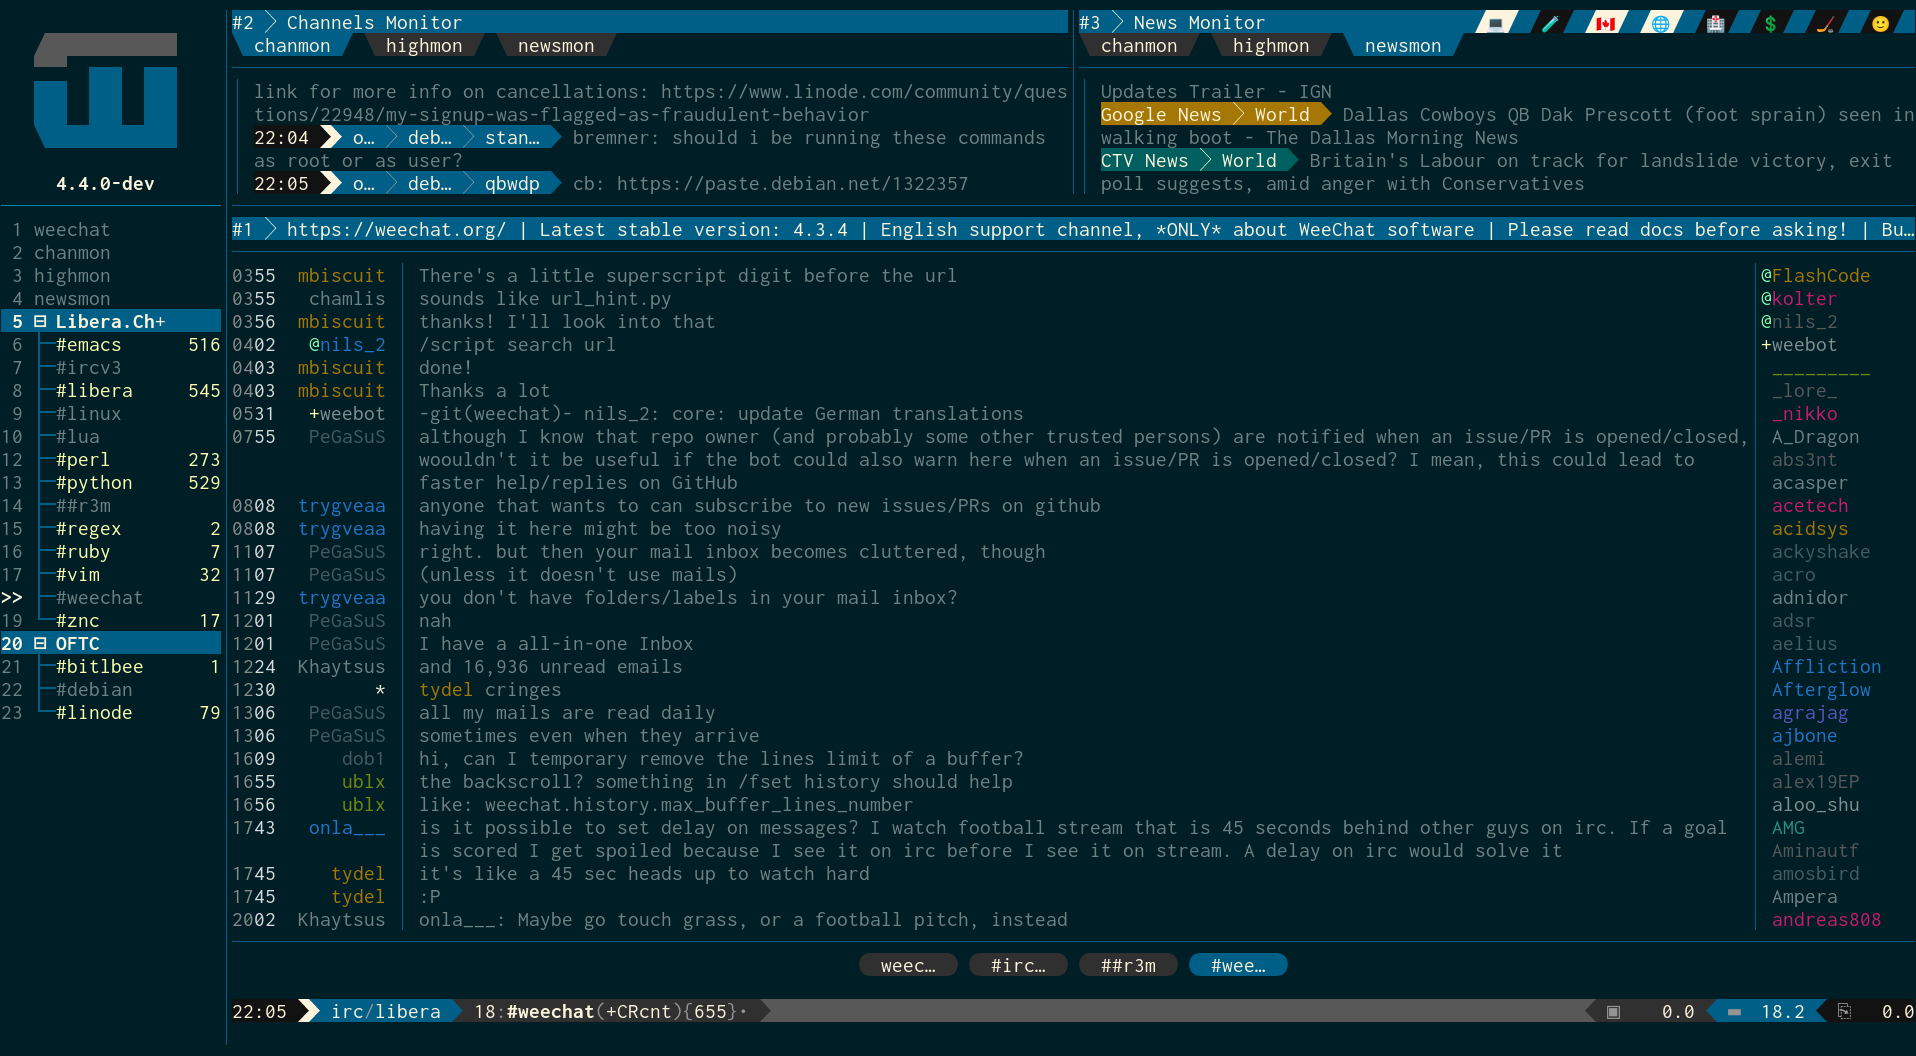 4.4.0-dev
1 weechat
2 chanmon
3 highmon
4 newsmon
5 ⊟ Libera.Ch+
6 #emacs 516
7 #ircv3
8 #libera 545
9 #linux
10 #lua
12 #perl 273
13 #python 529
14 ##r3m
15 #regex 2
16 #ruby 7
17 #vim 32
>> #weechat
19 #znc 17
20 ⊟ OFTC
21 #bitlbee 1
22 #debian
23 #linode 79
#2 Channels Monitor
chanmon highmon newsmon
link for more info on cancellations: https://www.linode.com/community/ques
tions/22948/my-signup-was-flagged-as-fraudulent-behavior
22:04 o… deb… stan… bremner: should i be running these commands
as root or as user?
22:05 o… deb… qbwdp cb: https://paste.debian.net/1322357
#3 News Monitor
chanmon highmon newsmon
Updates Trailer - IGN
Google News World Dallas Cowboys QB Dak Prescott (foot sprain) seen in
walking boot - The Dallas Morning News
CTV News World Britain's Labour on track for landslide victory, exit
poll suggests, amid anger with Conservatives
#1 https://weechat.org/ | Latest stable version: 4.3.4 | English support channel, *ONLY* about WeeChat software | Please read docs before asking! | Bu…
0355 mbiscuit There's a little superscript digit before the url
0355 chamlis sounds like url_hint.py
0356 mbiscuit thanks! I'll look into that
0402 @nils_2 /script search url
0403 mbiscuit done!
0403 mbiscuit Thanks a lot
0531 +weebot -git(weechat)- nils_2: core: update German translations
0755 PeGaSuS although I know that repo owner (and probably some other trusted persons) are notified when an issue/PR is opened/closed,
woouldn't it be useful if the bot could also warn here when an issue/PR is opened/closed? I mean, this could lead to
faster help/replies on GitHub
0808 trygveaa anyone that wants to can subscribe to new issues/PRs on github
0808 trygveaa having it here might be too noisy
1107 PeGaSuS right. but then your mail inbox becomes cluttered, though
1107 PeGaSuS (unless it doesn't use mails)
1129 trygveaa you don't have folders/labels in your mail inbox?
1201 PeGaSuS nah
1201 PeGaSuS I have a all-in-one Inbox
1224 Khaytsus and 16,936 unread emails
1230 * tydel cringes
1306 PeGaSuS all my mails are read daily
1306 PeGaSuS sometimes even when they arrive
1609 dob1 hi, can I temporary remove the lines limit of a buffer?
1655 ublx the backscroll? something in /fset history should help
1656 ublx like: weechat.history.max_buffer_lines_number
1743 onla___ is it possible to set delay on messages? I watch football stream that is 45 seconds behind other guys on irc. If a goal
is scored I get spoiled because I see it on irc before I see it on stream. A delay on irc would solve it
1745 tydel it's like a 45 sec heads up to watch hard
1745 tydel :P
2002 Khaytsus onla___: Maybe go touch grass, or a football pitch, instead
@FlashCode
@kolter
@nils_2
+weebot
_________
_lore_
_nikko
A_Dragon
abs3nt
acasper
acetech
acidsys
ackyshake
acro
adnidor
adsr
aelius
Affliction
Afterglow
agrajag
ajbone
alemi
alex19EP
aloo_shu
AMG
Aminautf
amosbird
Ampera
andreas808
weec… #irc… ##r3m #wee…
22:05 irc/libera 18:#weechat(+CRcnt){655}· 0.0 18.2 0.0